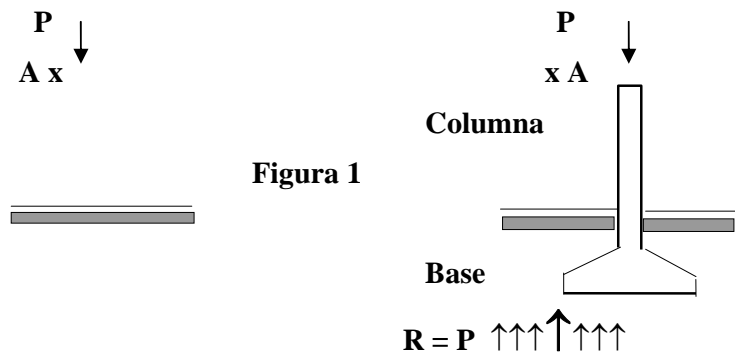 P
A x
P
x A
Columna
Figura 1
Base
R = P